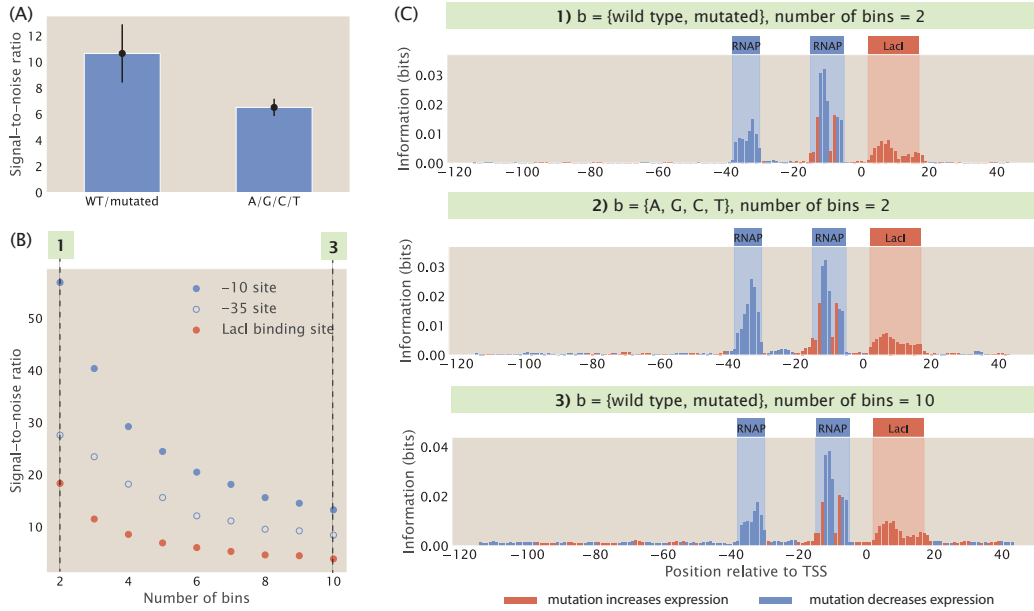 (A)
Signal-to-noise ratio
12
10
8
6
4
2
0
WT/mutated
A/G/C/T
(B)
1
3
Signal-to-noise ratio
50
40
30
20
10
−10 site
−35 site
LacI binding site
2
4
6
8
10
Number of bins
(C)
1) b = {wild type, mutated}, number of bins = 2
RNAP
RNAP
LacI
Information (bits)
0.03
0.02
0.01
0.00
−120
−100
−80
−60
−40
−20
0
20
40
2) b = {A, G, C, T}, number of bins = 2
RNAP
RNAP
LacI
Information (bits)
0.03
0.02
0.01
0.00
−120
−100
−80
−60
−40
−20
0
20
40
3) b = {wild type, mutated}, number of bins = 10
RNAP
RNAP
LacI
Information (bits)
0.04
0.02
0.00
−120
−100
−80
−60
−40
−20
0
20
40
Position relative to TSS
mutation increases expression
mutation decreases expression